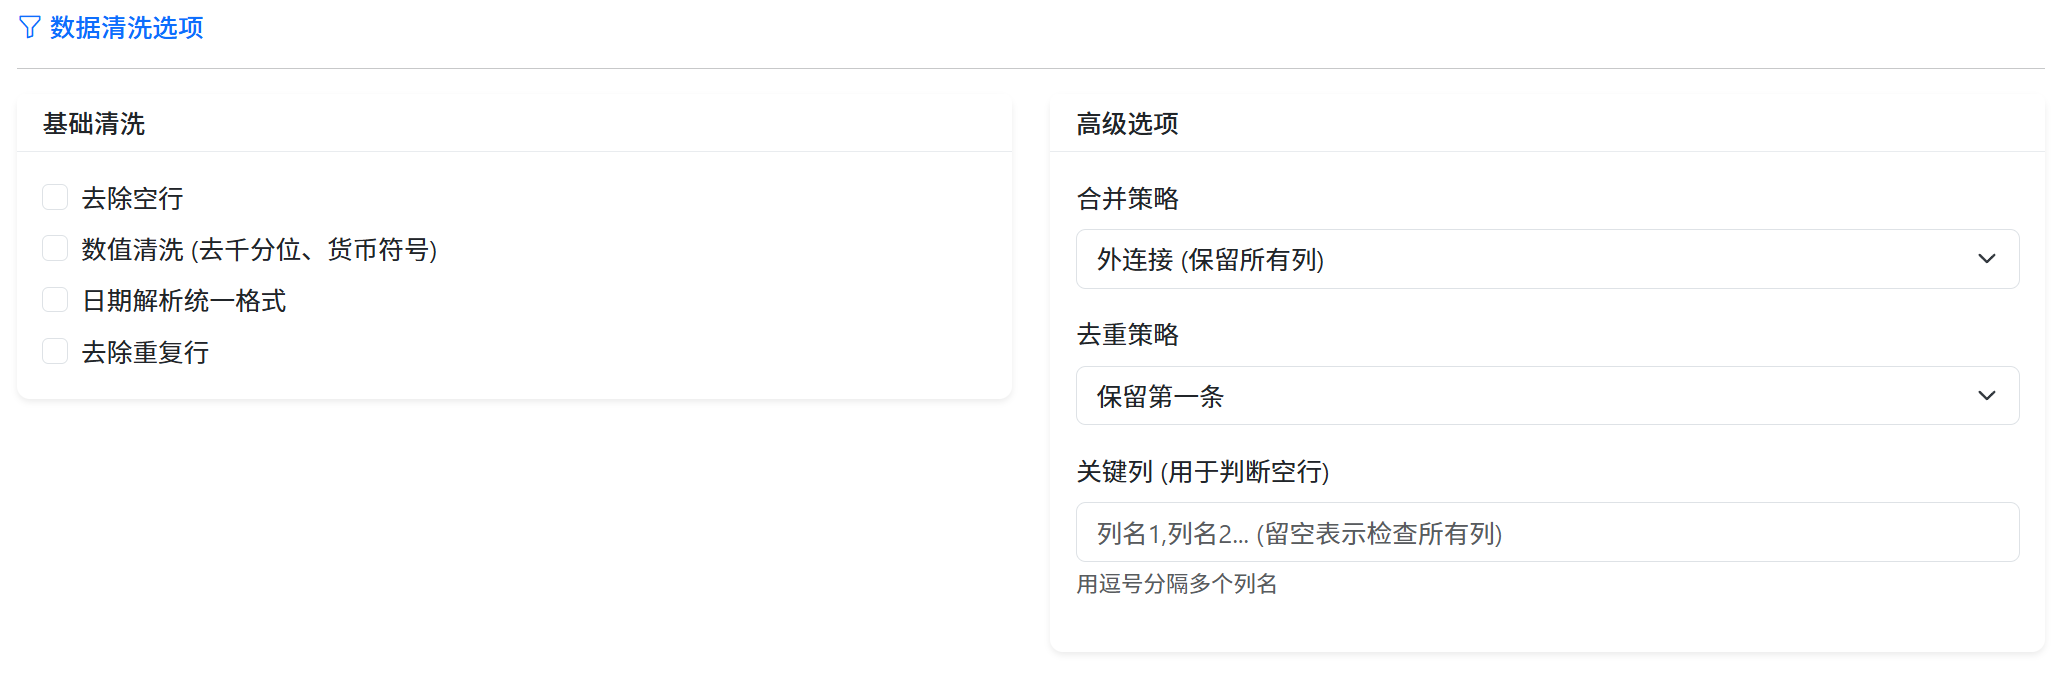 数据清洗选项
基础清洗
去除空行
数值清洗 (去千分位、货币符号)
日期解析统一格式
去除重复行
高级选项
合并策略
外连接 (保留所有列)
去重策略
保留第一条
关键列 (用于判断空行)
列名1,列名2... (留空表示检查所有列)
用逗号分隔多个列名